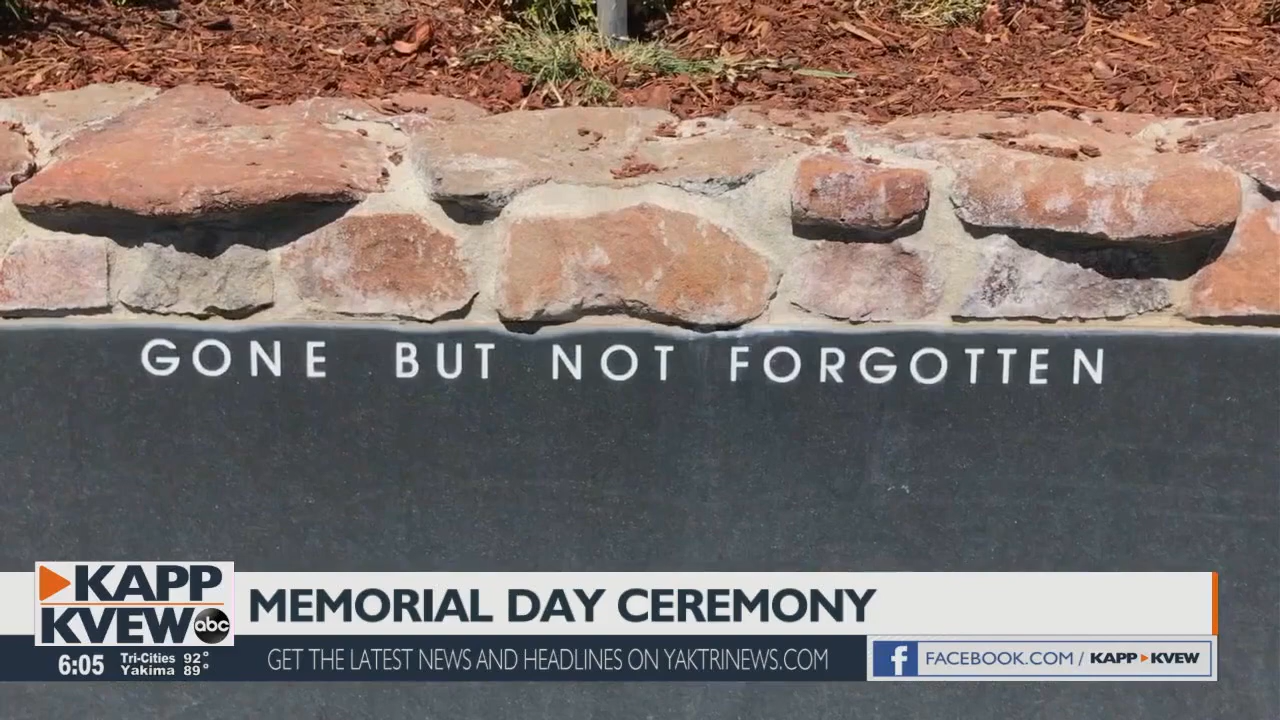 GONE BUT NOT FORGOTTEN
KAPP
KVEW abc
MEMORIAL DAY CEREMONY
6:05 Tri-Cities 92°
Yakima 89°
GET THE LATEST NEWS AND HEADLINES ON YAKTRINEWS.COM
f FACEBOOK.COM / KAPP KVEW